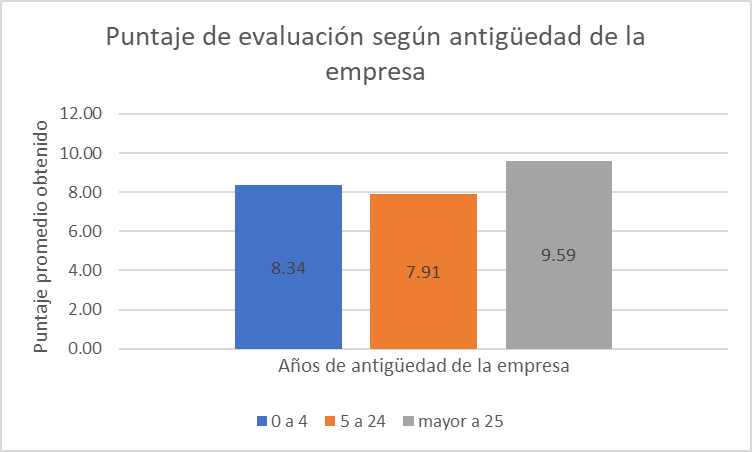 Puntaje de evaluación según antigüedad de la
empresa
Puntaje promedio obtenido
12.00
10.00
8.00
6.00
4.00
2.00
0.00
8.34
7.91
9.59
Años de antigüedad de la empresa
0 a 4
5 a 24
mayor a 25